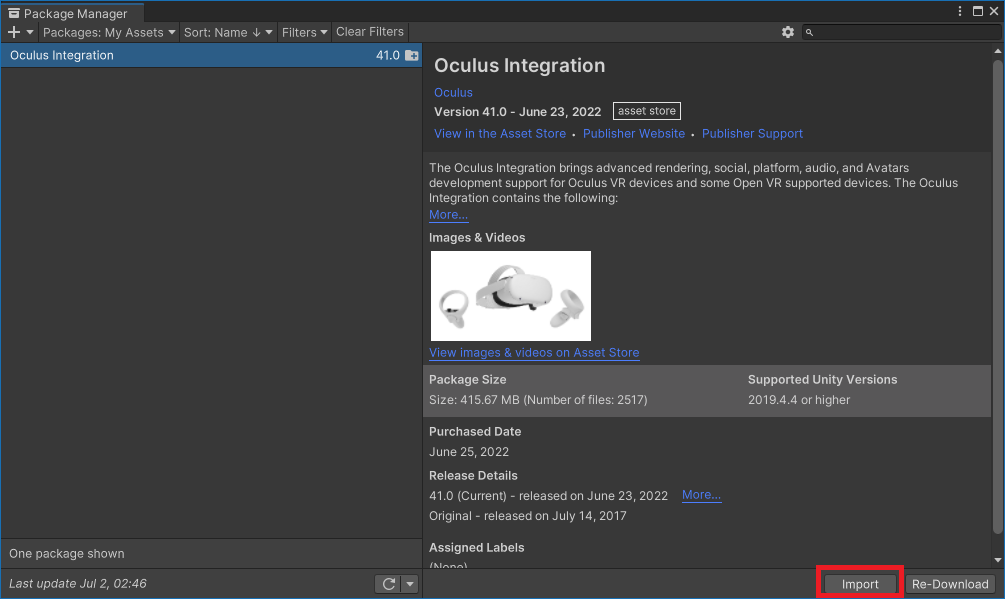 Package Manager
Packages: My Assets Sort: Name ↓ Filters Clear Filters
Oculus Integration 41.0
Oculus Integration
Oculus
Version 41.0 - June 23, 2022 asset store
View in the Asset Store • Publisher Website • Publisher Support
The Oculus Integration brings advanced rendering, social, platform, audio, and Avatars
development support for Oculus VR devices and some Open VR supported devices. The Oculus
Integration contains the following:
More...
Images & Videos
View images & videos on Asset Store
Package Size Supported Unity Versions
Size: 415.67 MB (Number of files: 2517) 2019.4.4 or higher
Purchased Date
June 25, 2022
Release Details
41.0 (Current) - released on June 23, 2022 More...
Original - released on July 14, 2017
Assigned Labels
(None)
One package shown
Last update Jul 2, 02:46
Import Re-Download